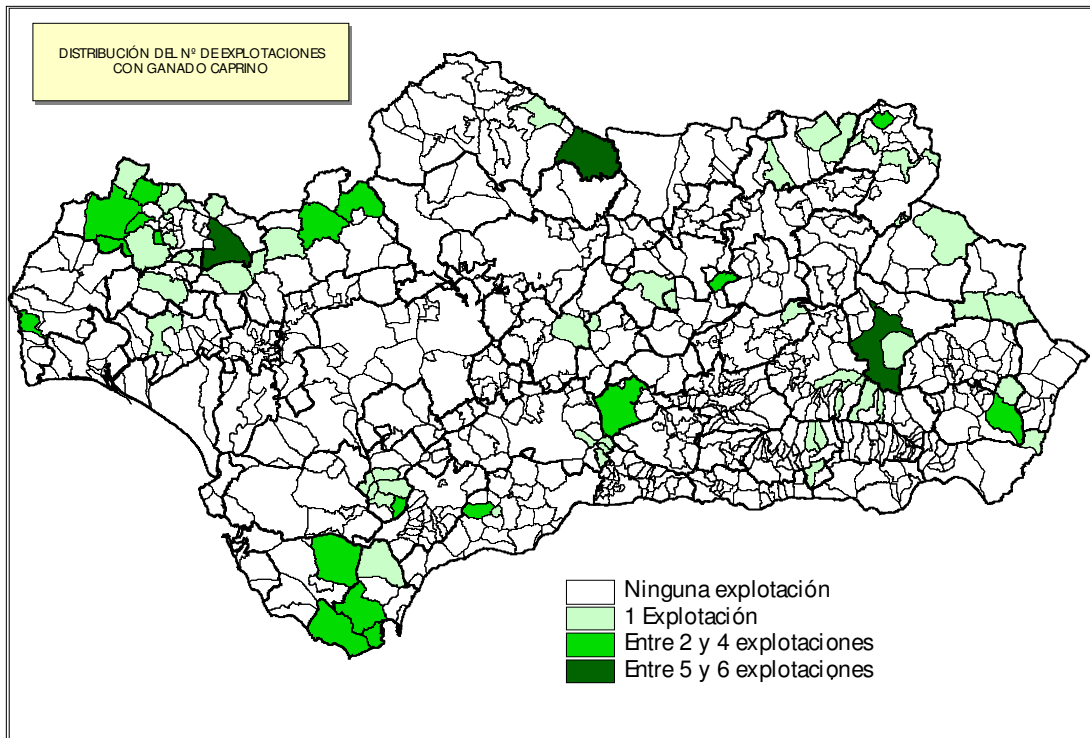 DISTRIBUCIÓN DEL Nº DE EXPLOTACIONES
CON GANADO CAPRINO
Ninguna explotación
1 Explotación
Entre 2 y 4 explotaciones
Entre 5 y 6 explotaciones